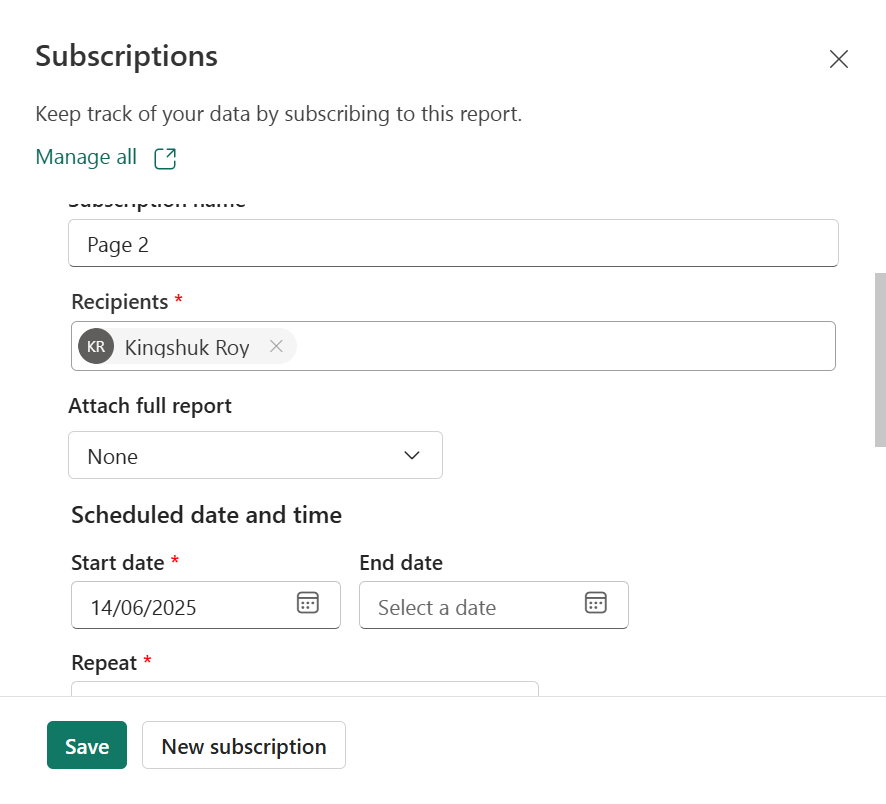 Subscriptions
Keep track of your data by subscribing to this report.
Manage all
Subscription name
Page 2
Recipients *
KR Kingshuk Roy
Attach full report
None
Scheduled date and time
Start date * End date
14/06/2025 Select a date
Repeat *
Save New subscription